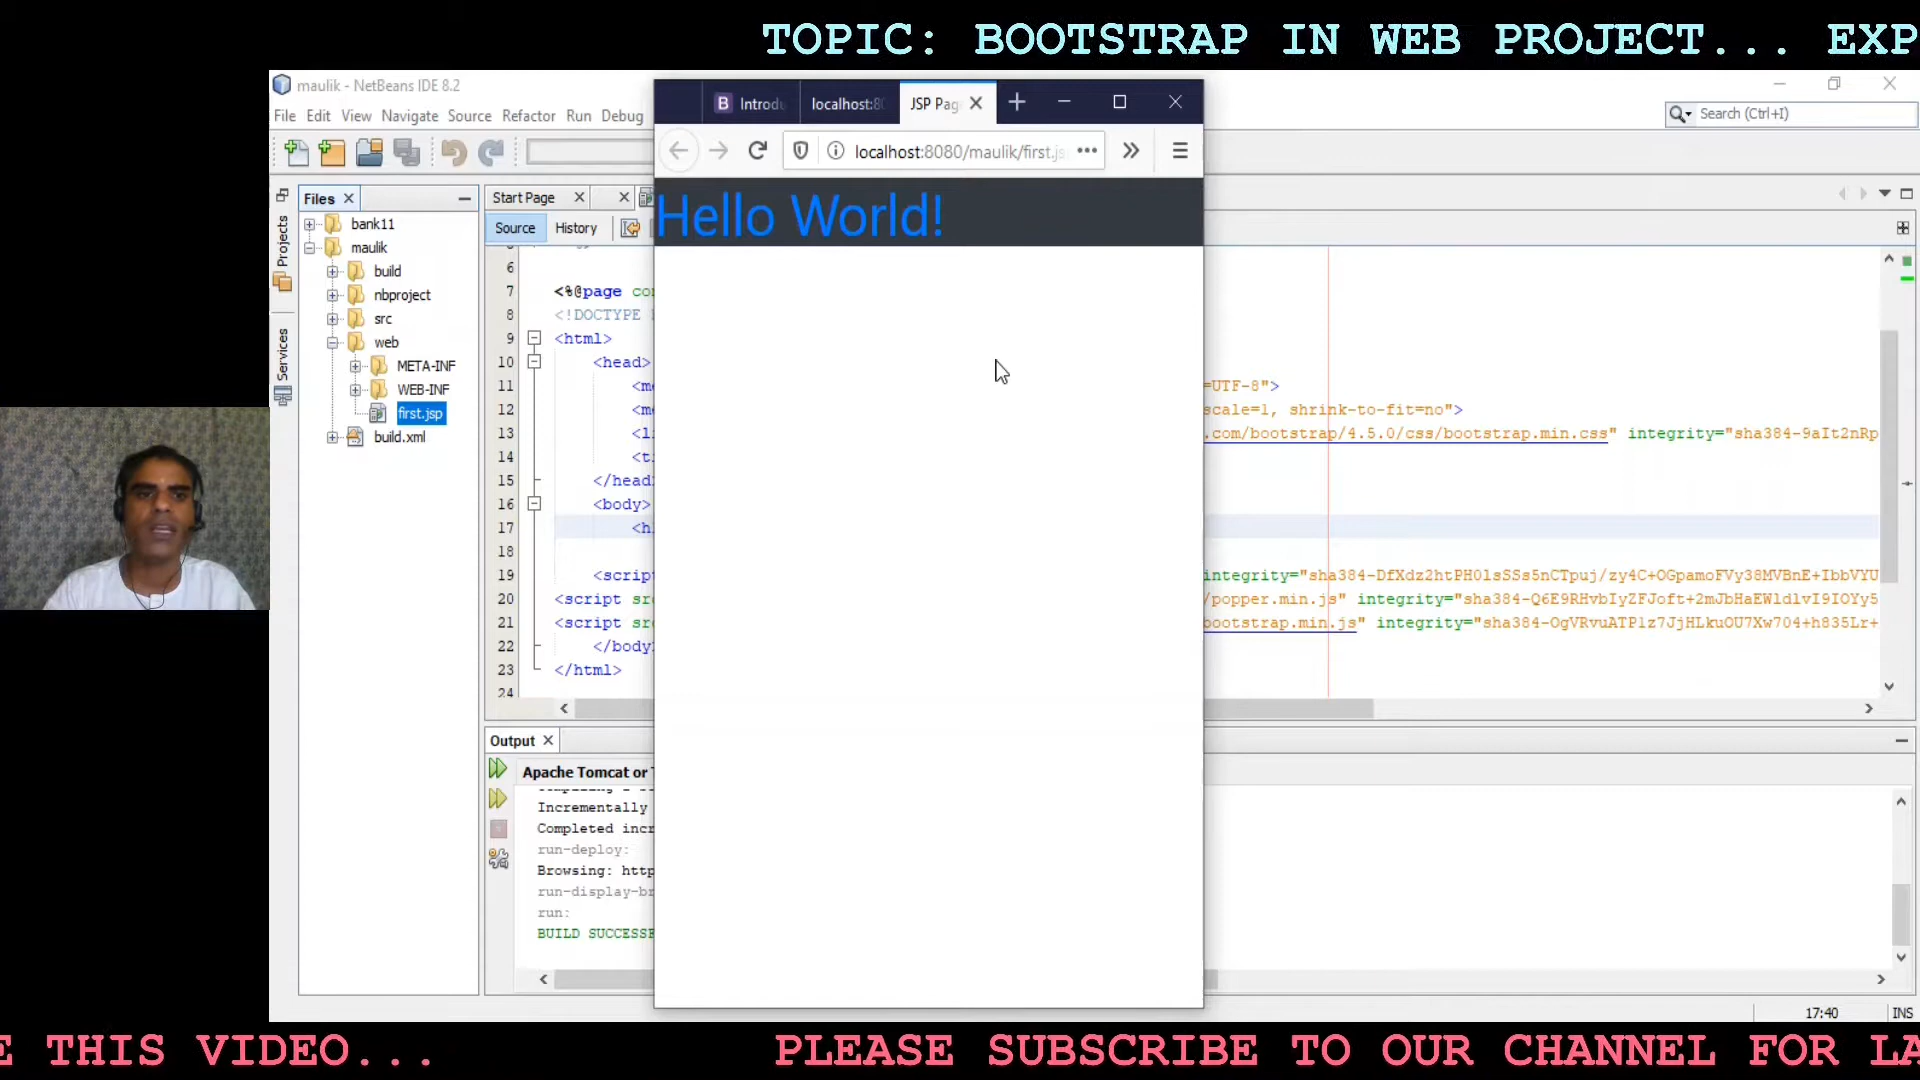 TOPIC: BOOTSTRAP IN WEB PROJECT... EXP
maulik - NetBeans IDE 8.2
File Edit View Navigate Source Refactor Run Debug
Search (Ctrl+I)
Introdu
localhost:80
JSP Pag
localhost:8080/maulik/first.js
Projects
Services
Files
bank11
maulik
build
nbproject
src
web
META-INF
WEB-INF
first.jsp
build.xml
Start Page
Source History
Hello World!
6
7 <%@page con
8 <!DOCTYPE
9 <html>
10 <head>
11 <m =UTF-8">
12 <m scale=1, shrink-to-fit=no">
13 <l .com/bootstrap/4.5.0/css/bootstrap.min.css" integrity="sha384-9aIt2nRp
14 <t
15 </head
16 <body>
17 <h
18
19 <script integrity="sha384-DfXdz2htPH0lsSSs5nCTpuj/zy4C+OGpamoFVy38MVBnE+IbbVYU
20 <script sr /popper.min.js" integrity="sha384-Q6E9RHvbIyZFJoft+2mJbHaEWldlvI9IOYy5
21 <script sr bootstrap.min.js" integrity="sha384-OgVRvuATP1z7JjHLkuOU7Xw704+h835Lr+
22 </body
23 </html>
24
Output
Apache Tomcat or
Incrementally
Completed incr
run-deploy:
Browsing: http
run-display-br
run:
BUILD SUCCESS
17:40 INS
E THIS VIDEO... PLEASE SUBSCRIBE TO OUR CHANNEL FOR LA